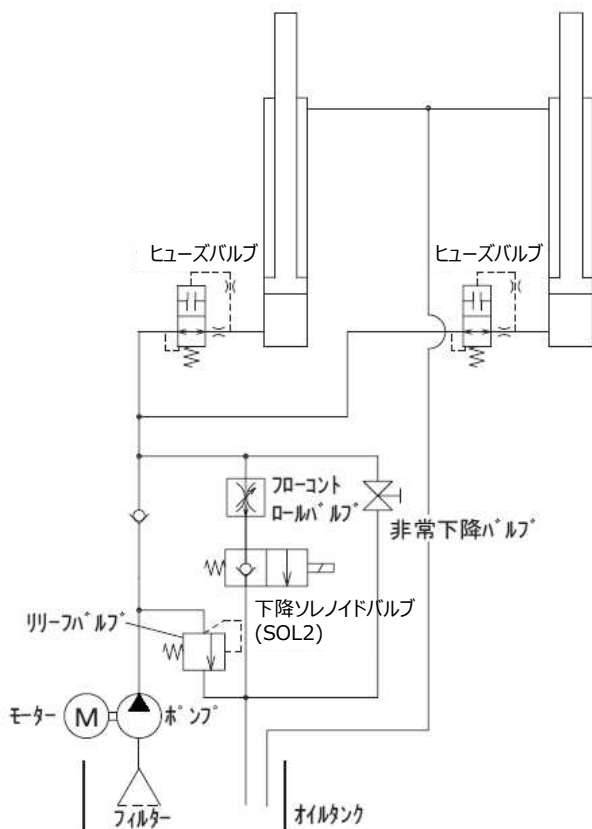 ヒューズバルブ
ヒューズバルブ
フローコント
ロールバルブ
非常下降バルブ
下降ソレノイドバルブ
(SOL2)
リリーフバルブ
モーター
M
ポンプ
フィルター
オイルタンク